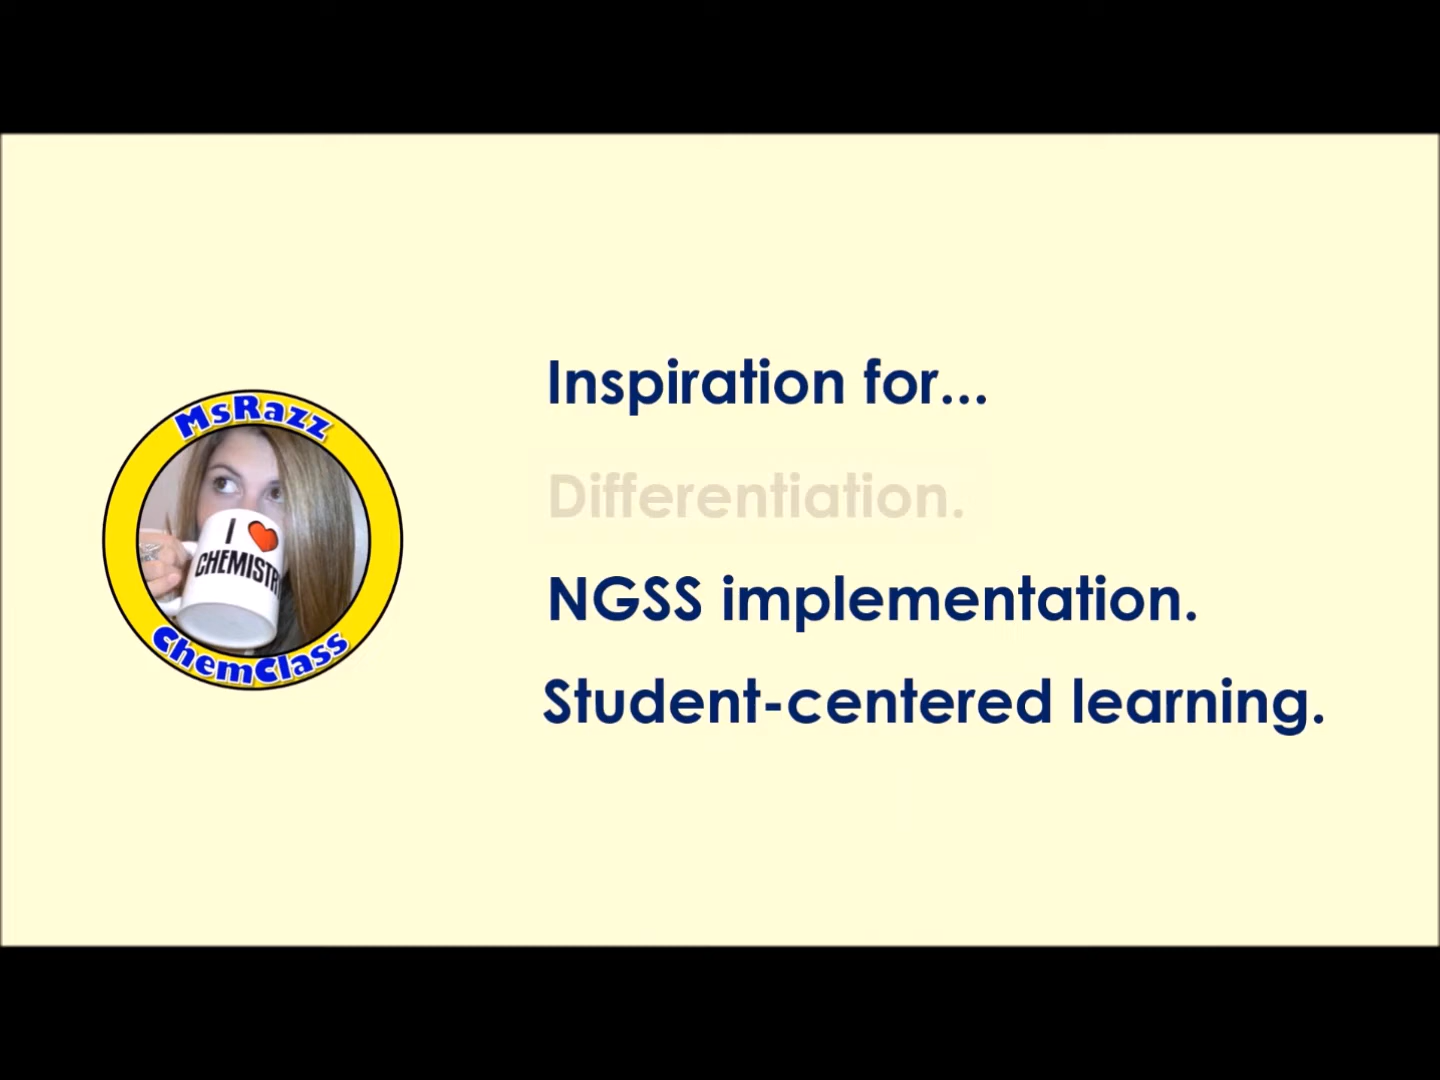 MsRazz
I
CHEMISTR
ChemClass
Inspiration for...
Differentiation.
NGSS implementation.
Student-centered learning.